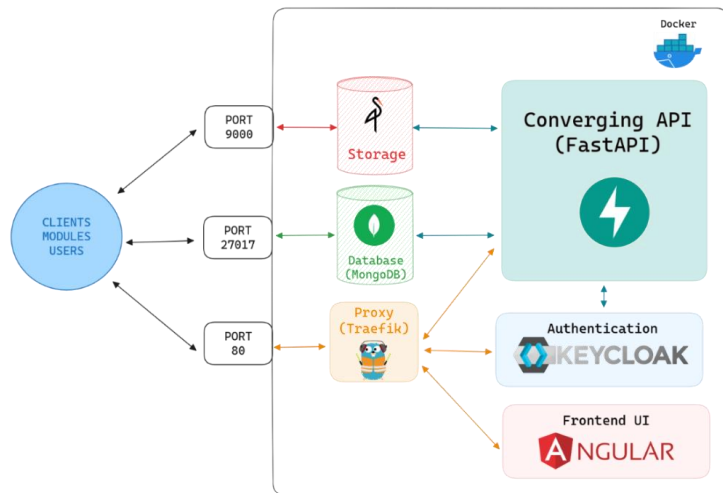 Docker
PORT
9000
Storage
Converging API
(FastAPI)
CLIENTS
MODULES
USERS
PORT
27017
Database
(MongoDB)
PORT
80
Proxy
(Traefik)
Authentication
KEYCLOAK
Frontend UI
A NGULAR